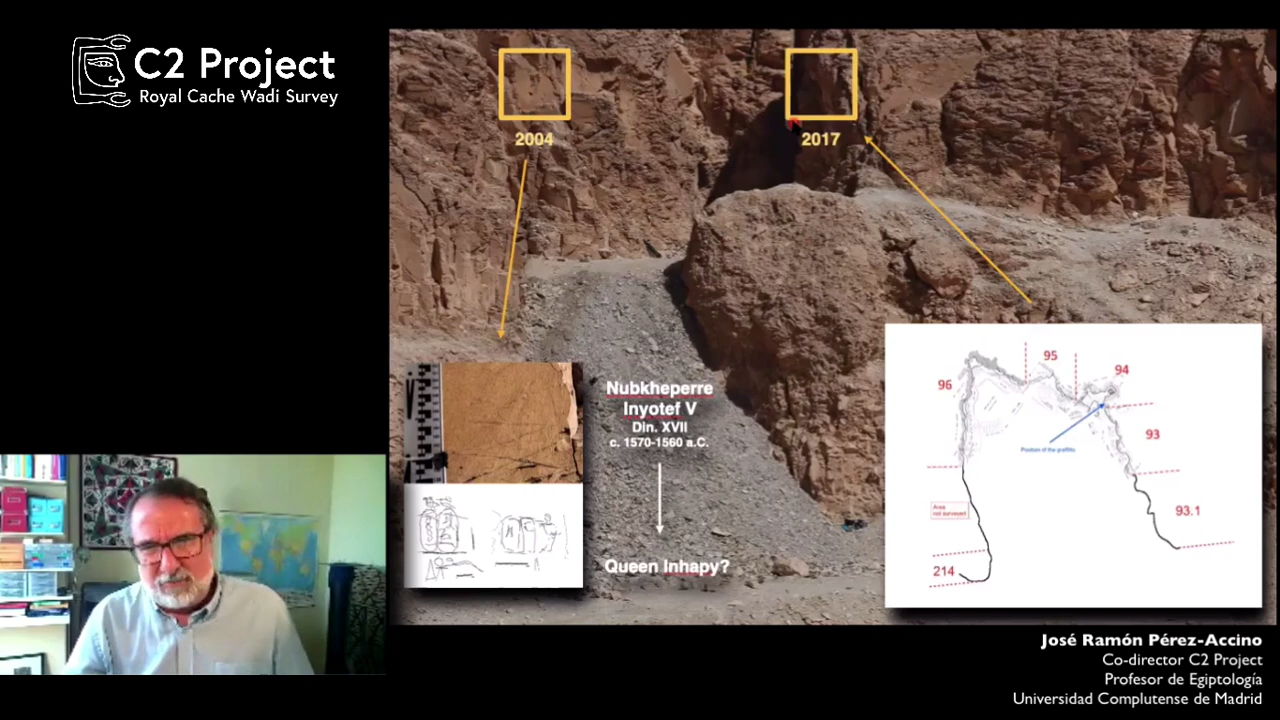 C2 Project
Royal Cache Wadi Survey
2004
2017
Nubkheperre
Inyotef V
Din. XVII
c. 1570-1560 a.C.
Queen Inhapy?
96
95
94
93
Position of the graffito
Area
not surveyed
93.1
214
José Ramón Pérez-Accino
Co-director C2 Project
Profesor de Egiptología
Universidad Complutense de Madrid